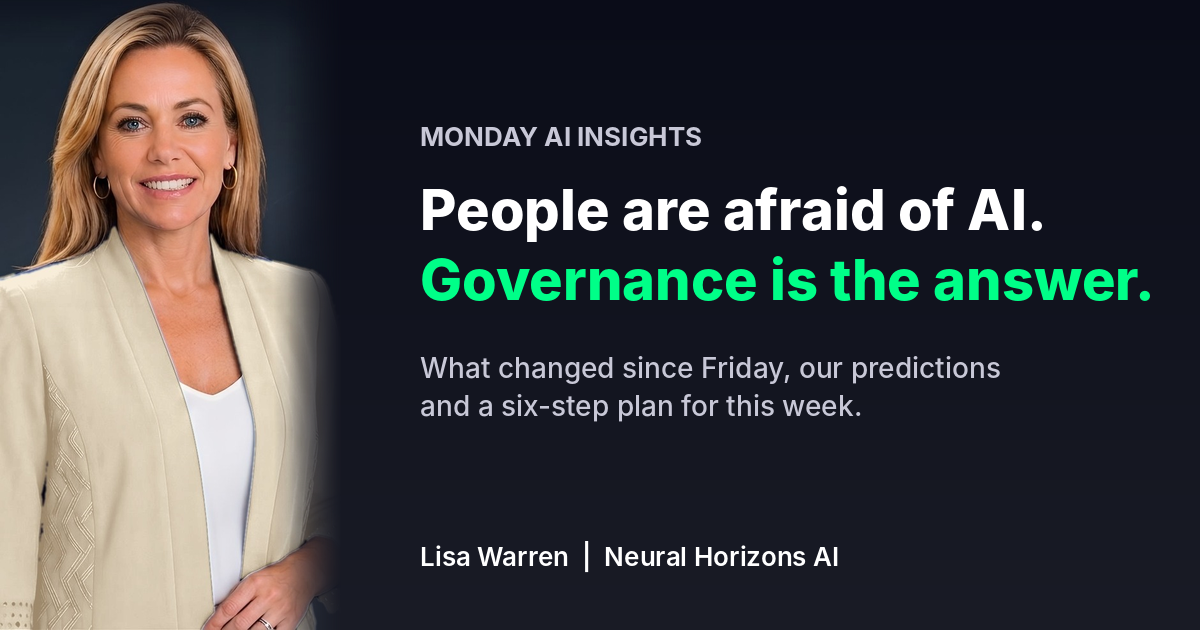 MONDAY AI INSIGHTS
People are afraid of AI.
Governance is the answer.
What changed since Friday, our predictions
and a six-step plan for this week.
Lisa Warren | Neural Horizons AI